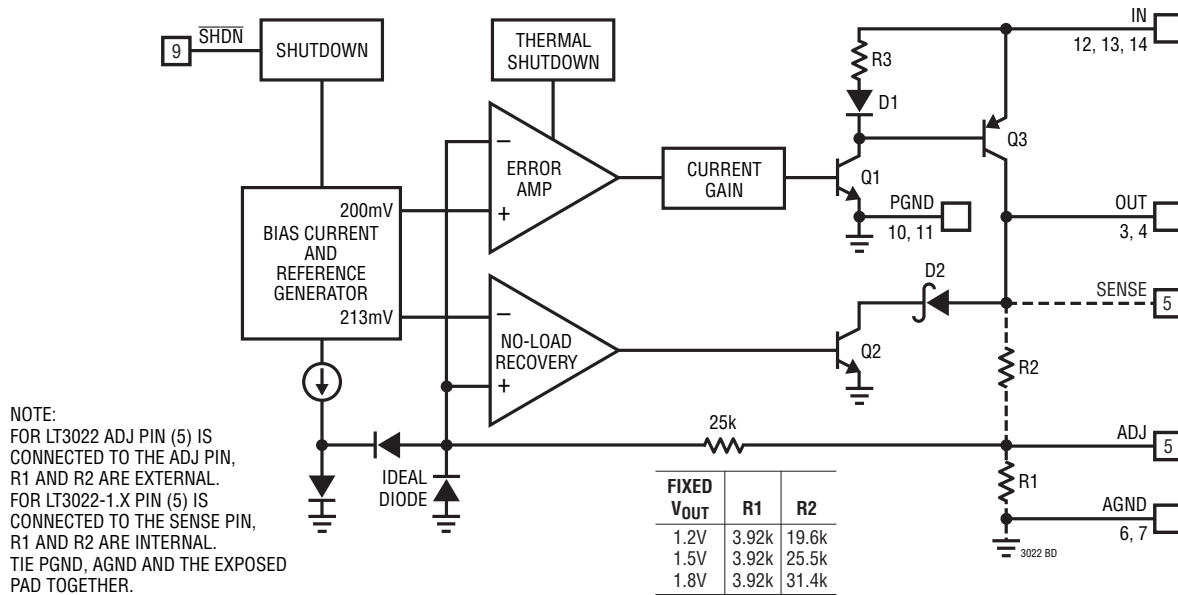 IN
12, 13, 14
9
SHDN
SHUTDOWN
THERMAL
SHUTDOWN
R3
D1
Q3
–
ERROR
AMP
+
CURRENT
GAIN
Q1
PGND
10, 11
OUT
3, 4
200mV
BIAS CURRENT
AND
REFERENCE
GENERATOR
213mV
–
NO-LOAD
RECOVERY
+
D2
Q2
SENSE
5
R2
25k
ADJ
5
IDEAL
DIODE
R1
AGND
6, 7
3022 BD
NOTE:
FOR LT3022 ADJ PIN (5) IS
CONNECTED TO THE ADJ PIN,
R1 AND R2 ARE EXTERNAL.
FOR LT3022-1.X PIN (5) IS
CONNECTED TO THE SENSE PIN,
R1 AND R2 ARE INTERNAL.
TIE PGND, AGND AND THE EXPOSED
PAD TOGETHER.
FIXED
VOUT R1 R2
1.2V 3.92k 19.6k
1.5V 3.92k 25.5k
1.8V 3.92k 31.4k